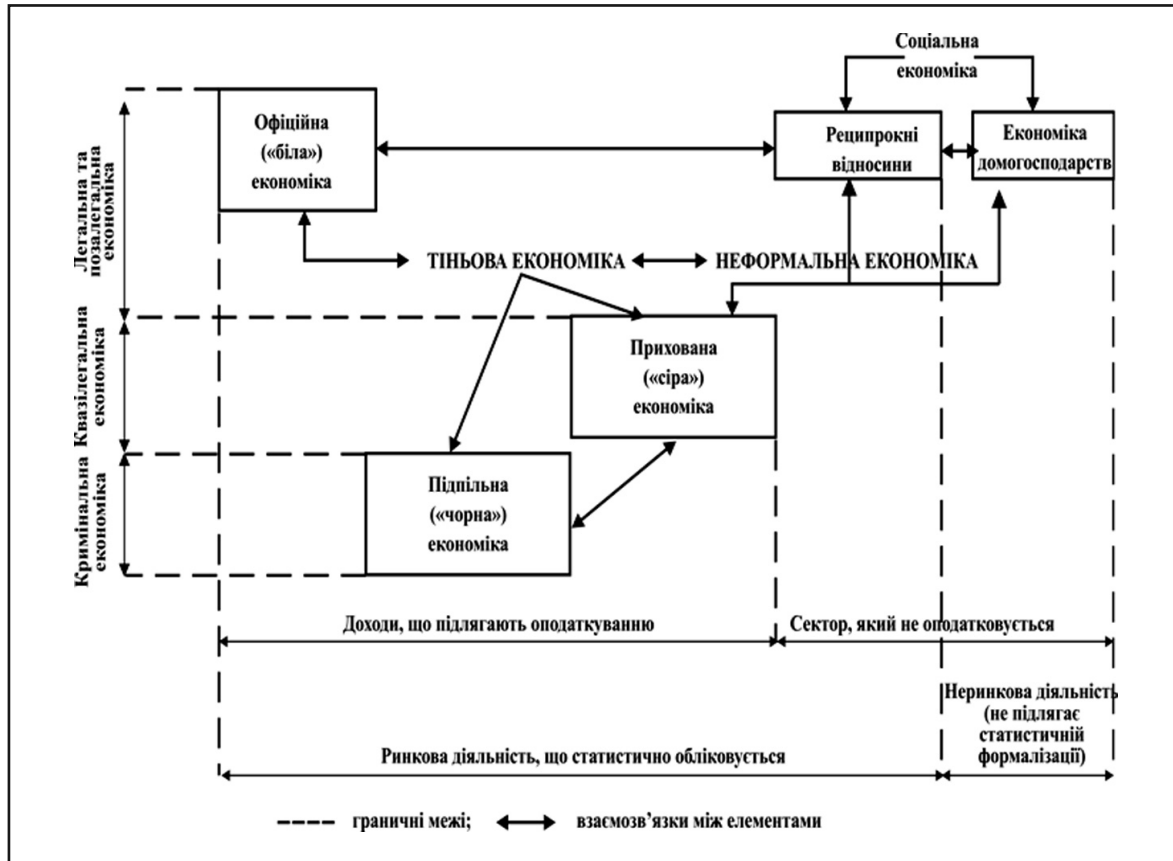 Соціальна
економіка
Офіційна
(«біла»)
економіка
Реципрокні
відносини
Економіка
домогосподарств
Легальна та
позалегальна
економіка
ТІНЬОВА ЕКОНОМІКА
НЕФОРМАЛЬНА ЕКОНОМІКА
Квазілегальна
економіка
Прихована
(«сіра»)
економіка
Кримінальна
економіка
Підпільна
(«чорна»)
економіка
Доходи, що підлягають оподаткуванню
Сектор, який не оподатковується
Неринкова діяльність
(не підлягає
статистичній
формалізації)
Ринкова діяльність, що статистично обліковується
граничні межі;
взаємозв'язки між елементами